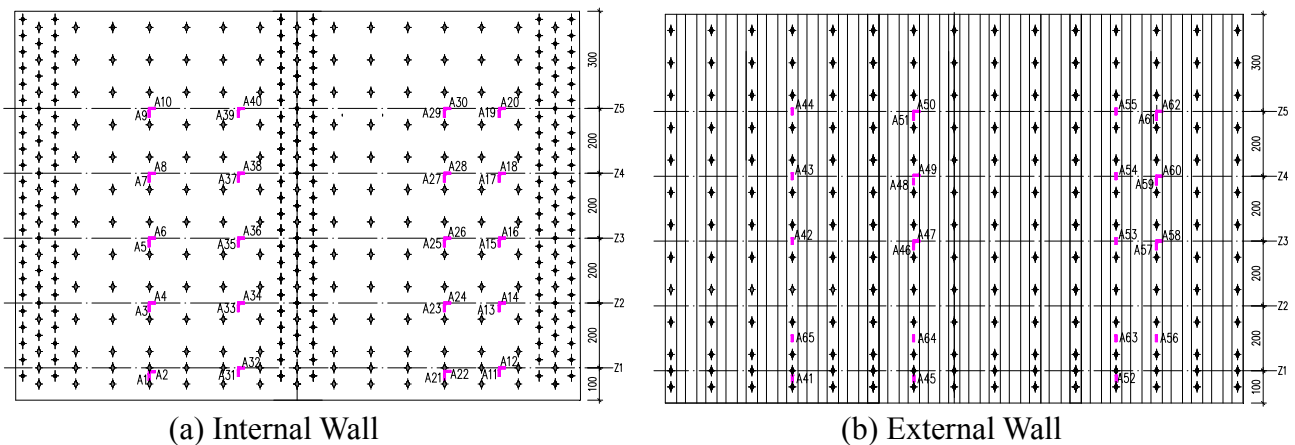 300
A10 A40 A30 A20 Z5
A9 A39 A29 A19
200
A8 A38 A28 A18 Z4
A7 A37 A27 A17
200
A6 A36 A26 A16 Z3
A5 A35 A25 A15
200
A4 A34 A24 A14 Z2
A3 A33 A23 A13
200
A32 A12 Z1
A1 A2 A31 A21 A22 A11
100
(a) Internal Wall
300
A44 A50 A55 A62 Z5
A51 A61
200
A43 A49 A54 A60 Z4
A48 A59
200
A42 A47 A53 A58 Z3
A46 A57
200
Z2
A65 A64 A63 A56
200
Z1
A41 A45 A52
100
(b) External Wall